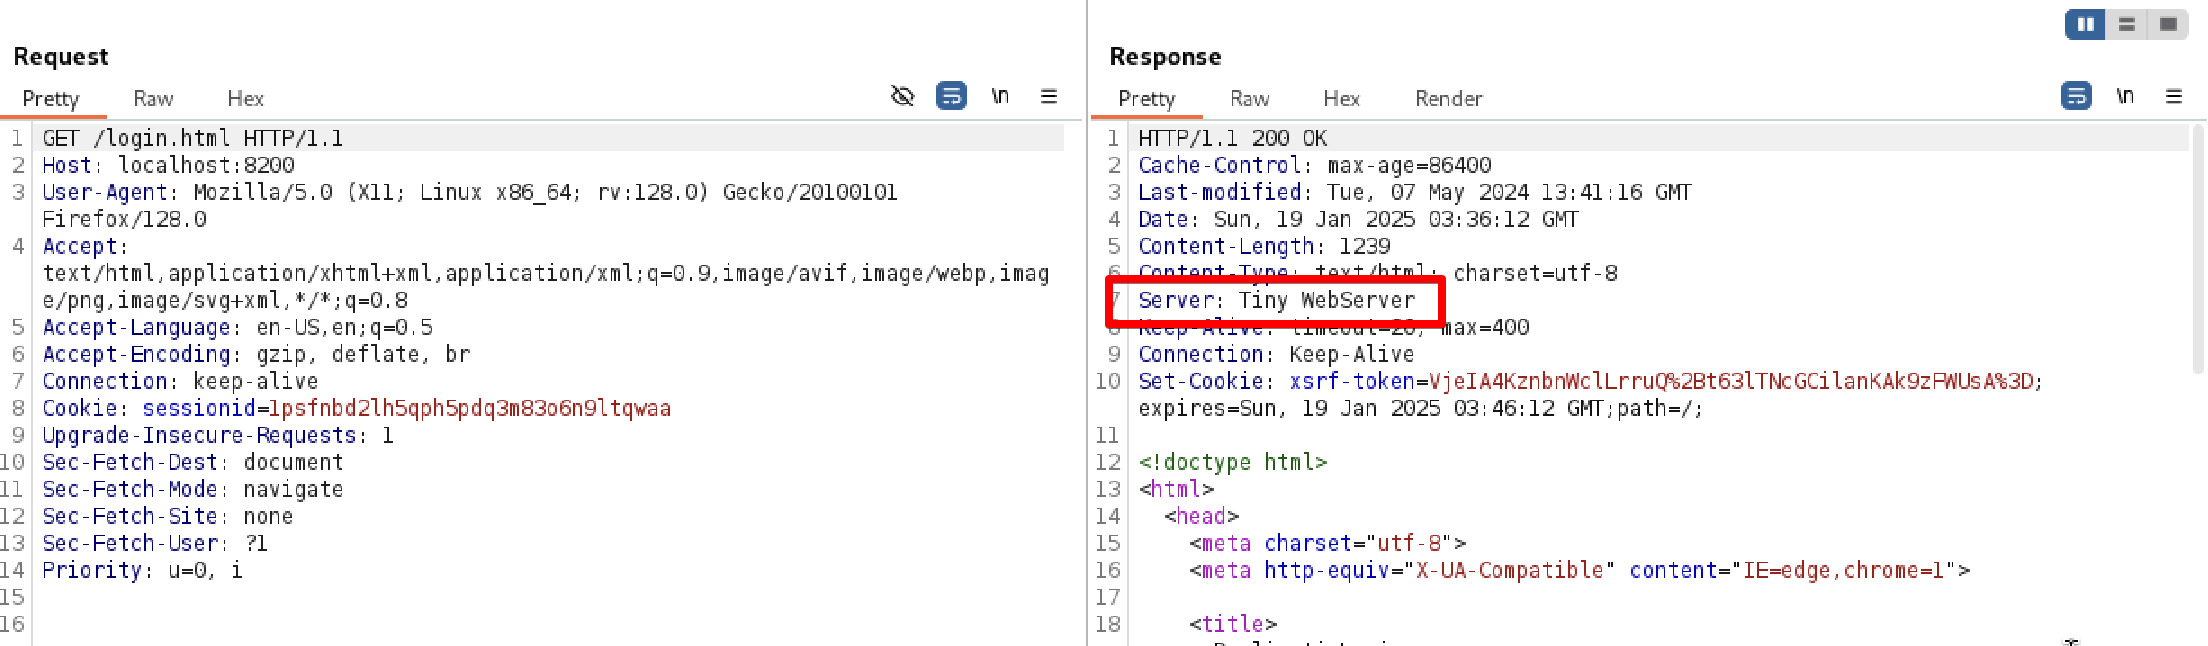 Request
Pretty Raw Hex
\n
1 GET /login.html HTTP/1.1
2 Host: localhost:8200
3 User-Agent: Mozilla/5.0 (X11; Linux x86_64; rv:128.0) Gecko/20100101
Firefox/128.0
4 Accept:
text/html,application/xhtml+xml,application/xml;q=0.9,image/avif,image/webp,imag
e/png,image/svg+xml,*/*;q=0.8
5 Accept-Language: en-US,en;q=0.5
6 Accept-Encoding: gzip, deflate, br
7 Connection: keep-alive
8 Cookie: sessionid=1psfnbd2lh5qph5pdq3m83o6n9ltqwaa
9 Upgrade-Insecure-Requests: 1
10 Sec-Fetch-Dest: document
11 Sec-Fetch-Mode: navigate
12 Sec-Fetch-Site: none
13 Sec-Fetch-User: ?1
14 Priority: u=0, i
15
16
Response
Pretty Raw Hex Render
\n
1 HTTP/1.1 200 OK
2 Cache-Control: max-age=86400
3 Last-modified: Tue, 07 May 2024 13:41:16 GMT
4 Date: Sun, 19 Jan 2025 03:36:12 GMT
5 Content-Length: 1239
6 Content-Type: text/html; charset=utf-8
7 Server: Tiny WebServer
8 Keep-Alive: timeout=20, max=400
9 Connection: Keep-Alive
10 Set-Cookie: xsrf-token=VjeIA4KznbnWclLrruQ%2Bt63lTNcGCilanKAk9zFWUsA%3D;
expires=Sun, 19 Jan 2025 03:46:12 GMT;path=/;
11
12 <!doctype html>
13 <html>
14 <head>
15 <meta charset="utf-8">
16 <meta http-equiv="X-UA-Compatible" content="IE=edge,chrome=1">
17
18 <title>